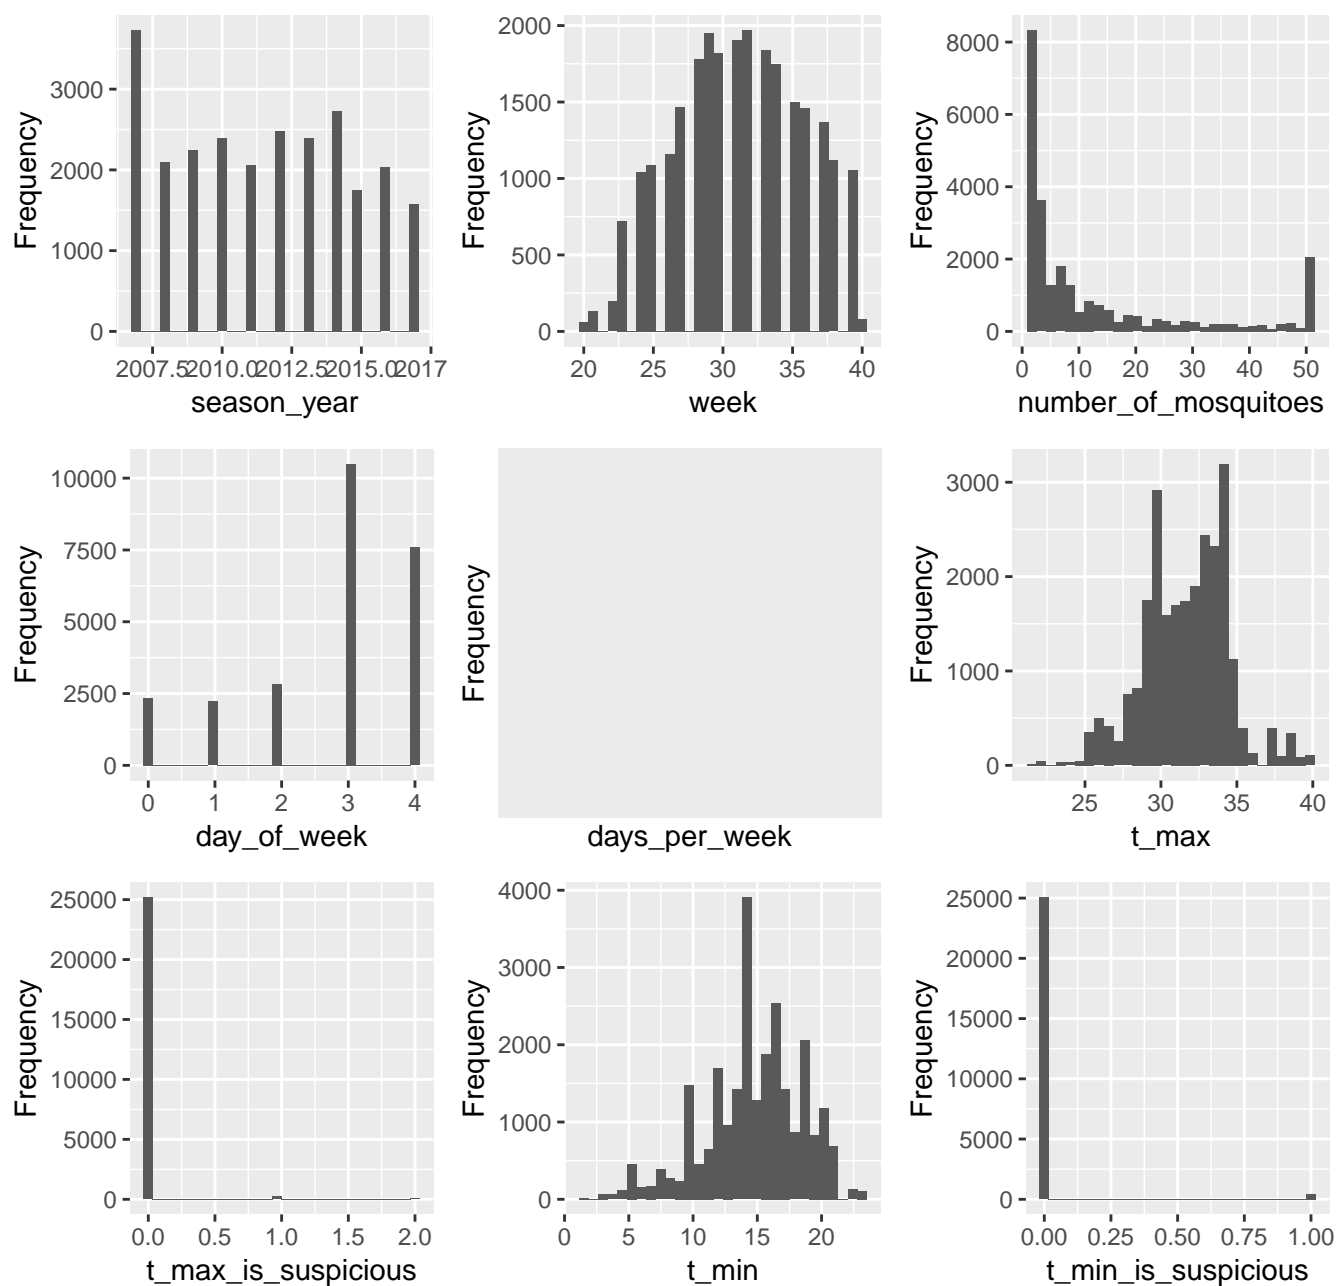 Frequency
3000
2000
1000
0
2007.5 2010.0 2012.5 2015.0 2017
season_year
Frequency
2000
1500
1000
500
0
20 25 30 35 40
week
Frequency
8000
6000
4000
2000
0
0 10 20 30 40 50
number_of_mosquitoes
Frequency
10000
7500
5000
2500
0
0 1 2 3 4
day_of_week
Frequency
days_per_week
Frequency
3000
2000
1000
0
25 30 35 40
t_max
Frequency
25000
20000
15000
10000
5000
0
0.0 0.5 1.0 1.5 2.0
t_max_is_suspicious
Frequency
4000
3000
2000
1000
0
0 5 10 15 20
t_min
Frequency
25000
20000
15000
10000
5000
0
0.00 0.25 0.50 0.75 1.00
t_min_is_suspicious